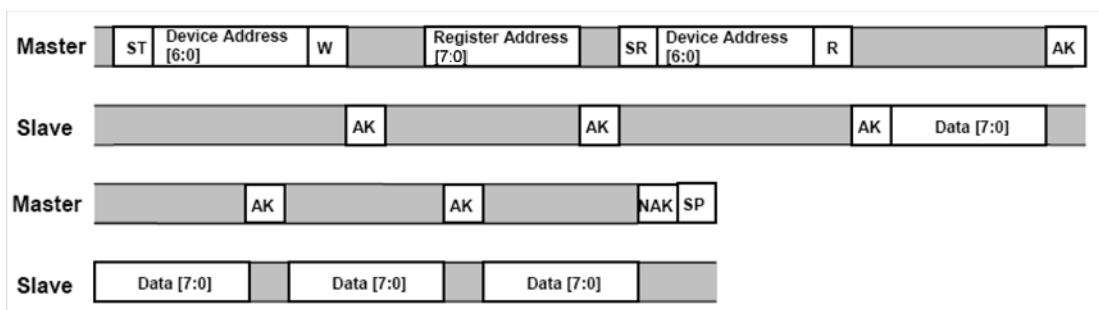 Master ST Device Address [6:0] W Register Address [7:0] SR Device Address [6:0] R AK
Slave AK AK AK Data [7:0]
Master AK AK NAK SP
Slave Data [7:0] Data [7:0] Data [7:0]